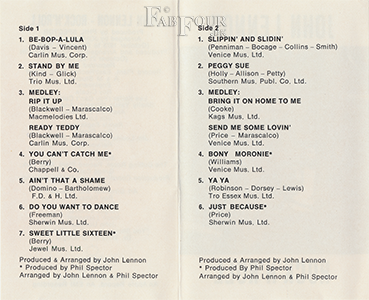 FAB FOUR
Side 1
1. BE-BOP-A-LULA
(Davis – Vincent)
Carlin Mus. Corp.
2. STAND BY ME
(Kind – Glick)
Trio Mus. Ltd.
3. MEDLEY:
RIP IT UP
(Blackwell – Marascalco)
Macmelodies Ltd.
READY TEDDY
(Blackwell – Marascalco)
Carlin Mus. Corp.
4. YOU CAN'T CATCH ME*
(Berry)
Chappell & Co.
5. AIN'T THAT A SHAME
(Domino – Bartholomew)
F.D. & H. Ltd.
6. DO YOU WANT TO DANCE
(Freeman)
Sherwin Mus. Ltd.
7. SWEET LITTLE SIXTEEN*
(Berry)
Jewel Mus. Ltd.
Produced & Arranged by John Lennon
* Produced By Phil Spector
Arranged by John Lennon & Phil Spector
Side 2
1. SLIPPIN' AND SLIDIN'
(Penniman – Bocage – Collins – Smith)
Venice Mus. Ltd.
2. PEGGY SUE
(Holly – Allison – Petty)
Southern Mus. Publ. Co. Ltd.
3. MEDLEY:
BRING IT ON HOME TO ME
(Cooke)
Kags Mus. Ltd.
SEND ME SOME LOVIN'
(Price – Marascalco)
Venice Mus. Ltd.
4. BONY MORONIE*
(Williams)
Venice Mus. Ltd.
5. YA YA
(Robinson – Dorsey – Lewis)
Tro Essex Mus. Ltd.
6. JUST BECAUSE*
(Price)
Sherwin Mus. Ltd.
Produced & Arranged by John Lennon
* Produced by Phil Spector
Arranged by John Lennon & Phil Spector